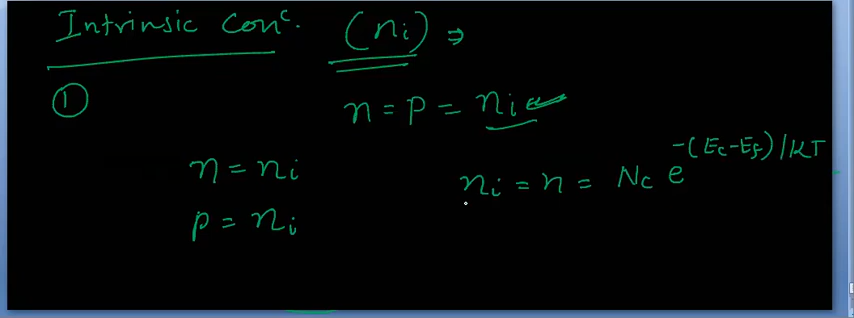 Intrinsic Conc. (ni) ⇒
① n = p = ni
n = ni
p = ni
ni = n = Nc e^-(Ec-Ef)/KT